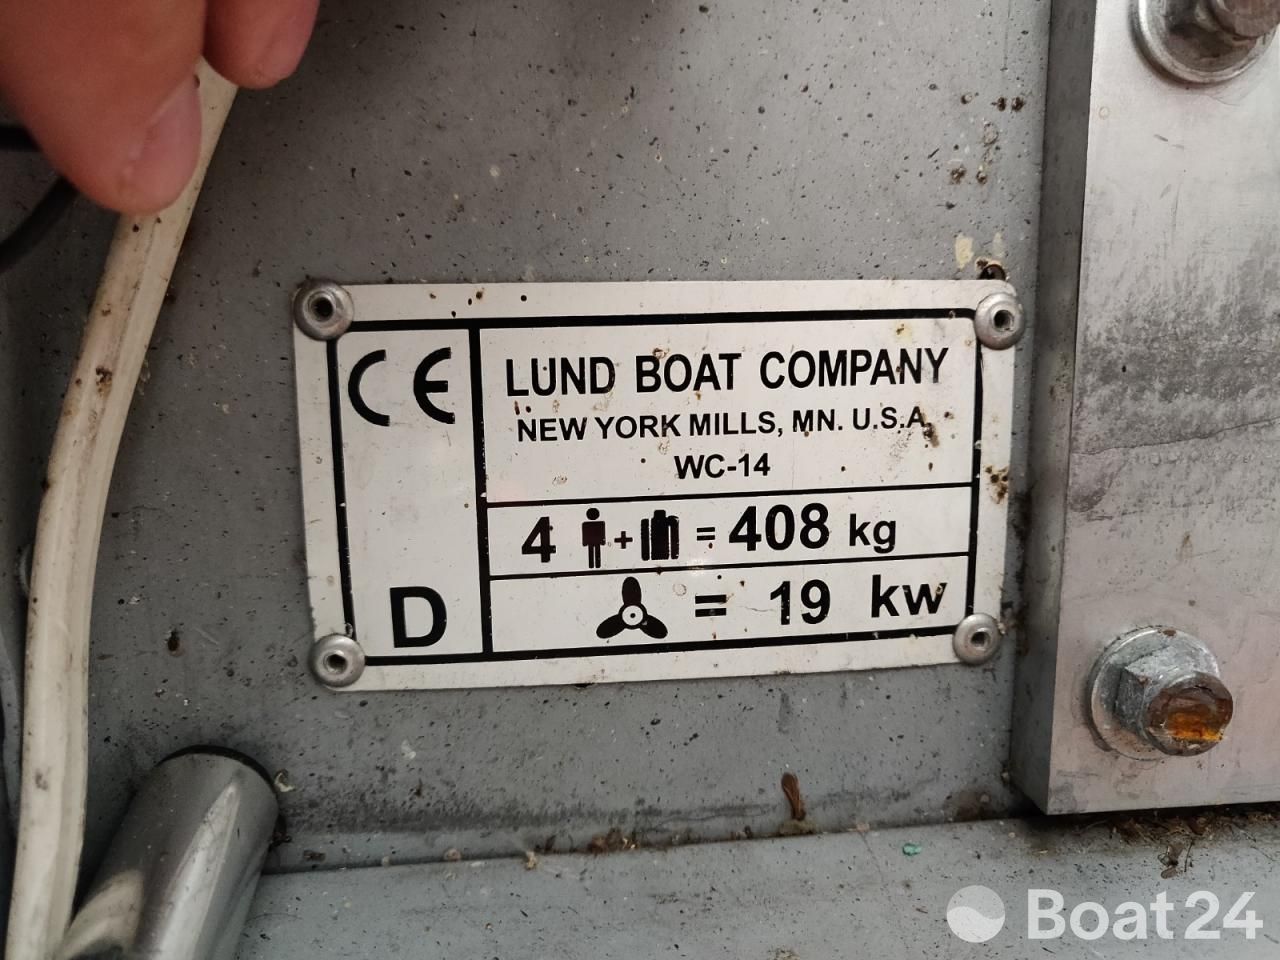 CE
LUND BOAT COMPANY
NEW YORK MILLS, MN. U.S.A.
WC-14
4 + = 408 kg
D
= 19 kw
Boat24